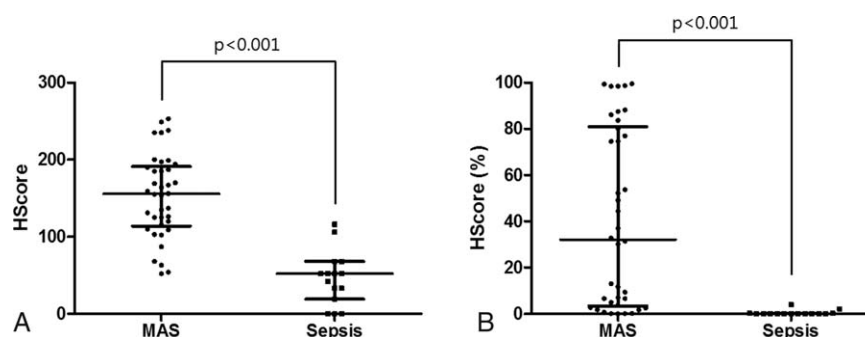 p<0.001
300
200
100
0
HScore
MAS
Sepsis
A
p<0.001
100
80
60
40
20
0
HScore (%)
MAS
Sepsis
B